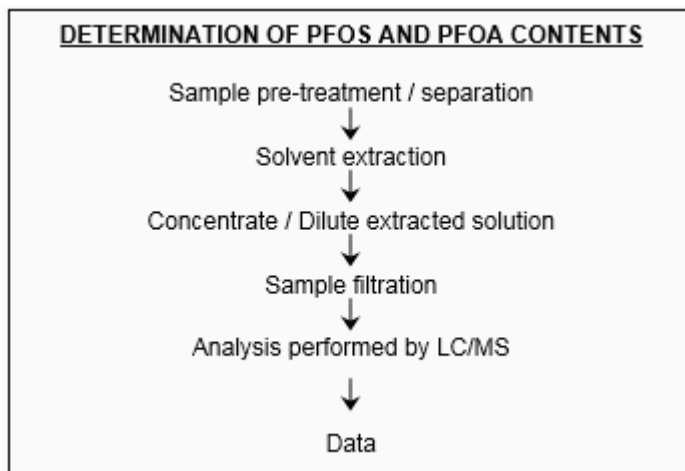 DETERMINATION OF PFOS AND PFOA CONTENTS
Sample pre-treatment / separation
Solvent extraction
Concentrate / Dilute extracted solution
Sample filtration
Analysis performed by LC/MS
Data